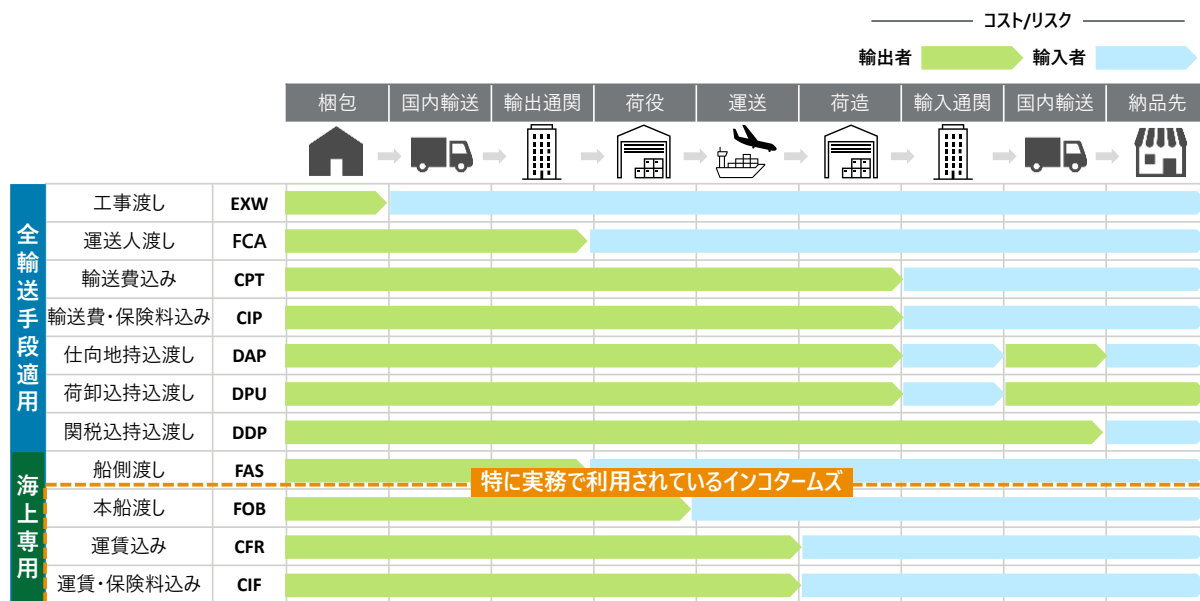 コスト/リスク
輸出者 輸入者
梱包 国内輸送 輸出通関 荷役 運送 荷造 輸入通関 国内輸送 納品先
全輸送手段適用
工事渡し EXW
運送人渡し FCA
輸送費込み CPT
輸送費・保険料込み CIP
仕向地持込渡し DAP
荷卸込持込渡し DPU
関税込持込渡し DDP
海上専用
船側渡し FAS
特に実務で利用されているインコタームズ
本船渡し FOB
運賃込み CFR
運賃・保険料込み CIF